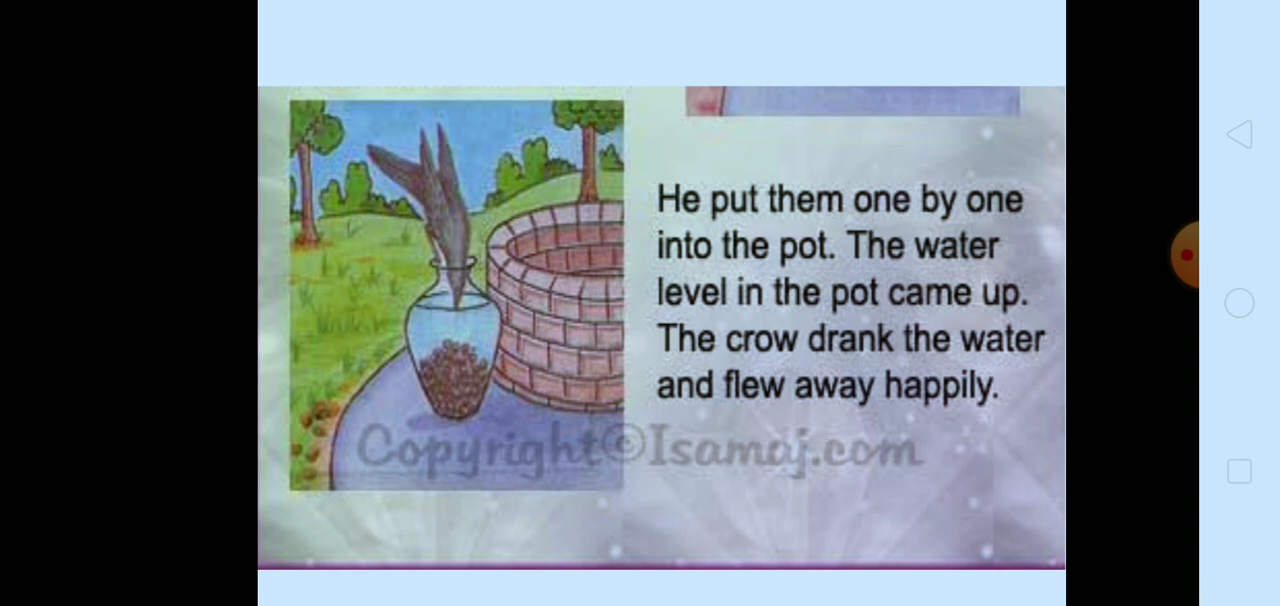 He put them one by one
into the pot. The water
level in the pot came up.
The crow drank the water
and flew away happily.
Copyright©Isamaj.com